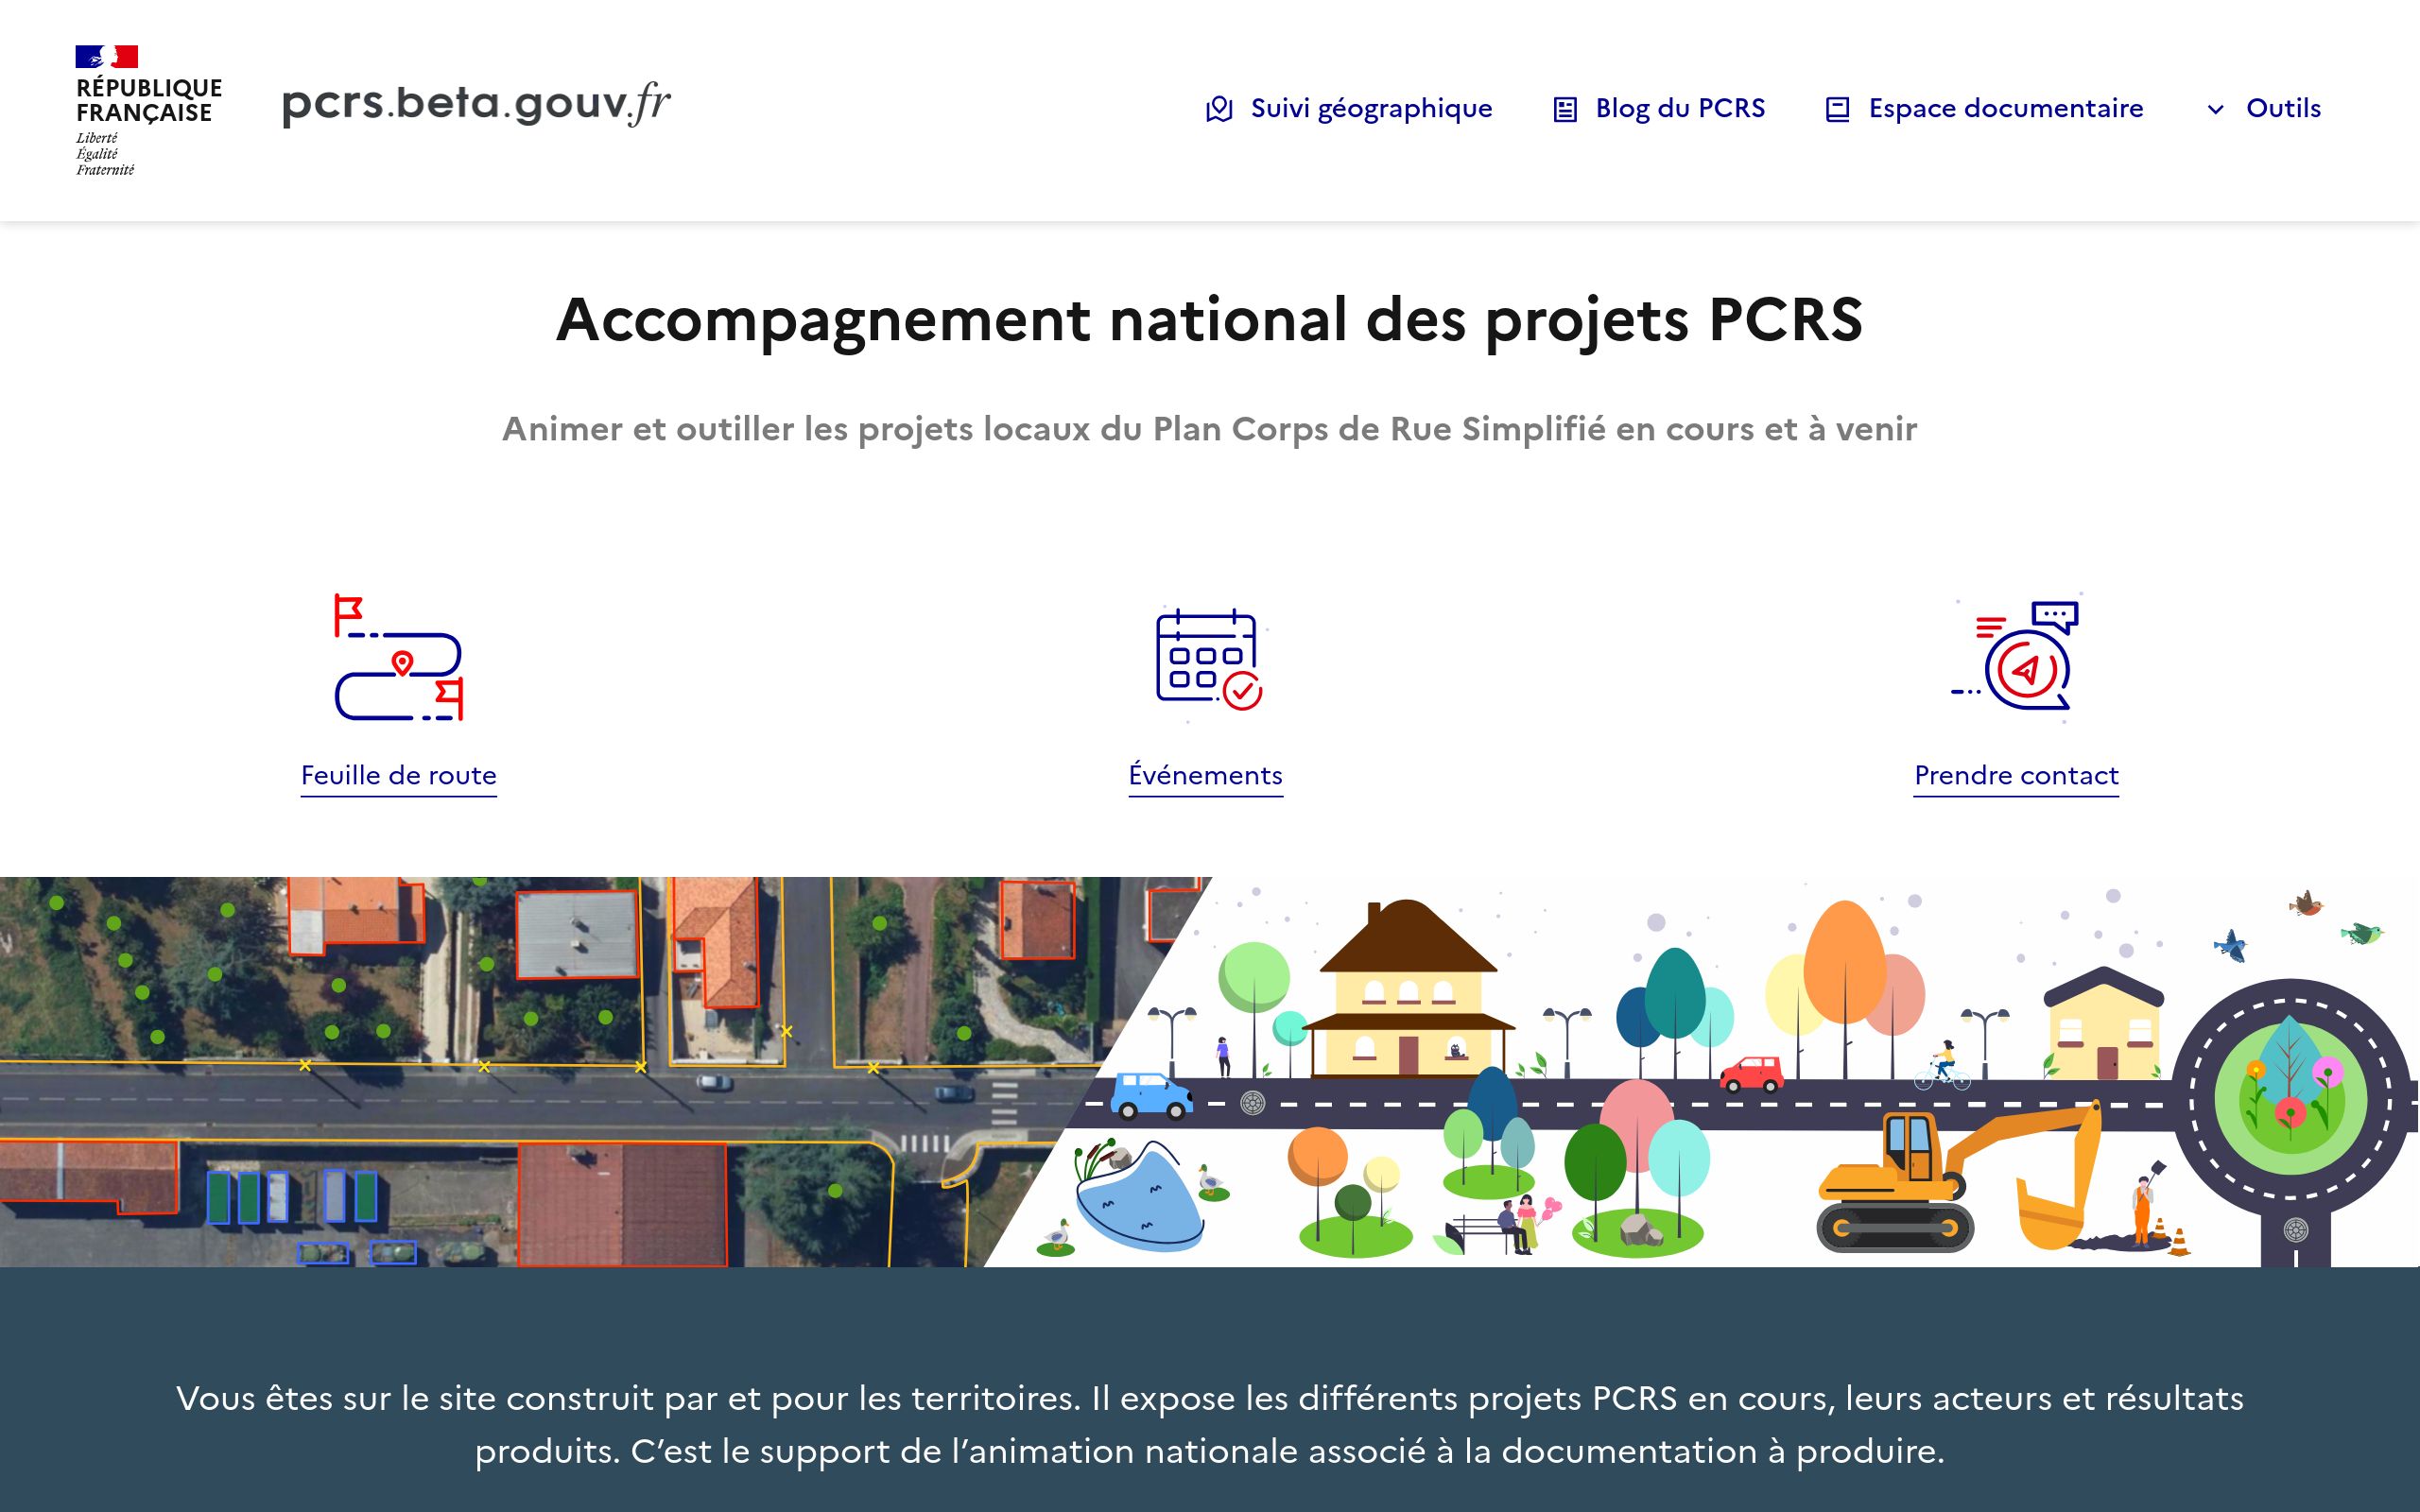 RÉPUBLIQUE
FRANÇAISE
Liberté
Égalité
Fraternité
pcrs.beta.gouv.fr
Suivi géographique
Blog du PCRS
Espace documentaire
Outils
Accompagnement national des projets PCRS
Animer et outiller les projets locaux du Plan Corps de Rue Simplifié en cours et à venir
Feuille de route
Événements
Prendre contact
Vous êtes sur le site construit par et pour les territoires. Il expose les différents projets PCRS en cours, leurs acteurs et résultats
produits. C’est le support de l’animation nationale associé à la documentation à produire.